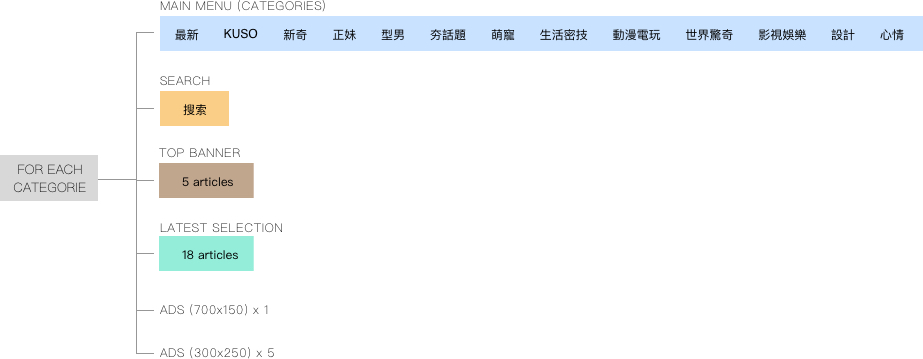 MAIN MENU (CATEGORIES)
最新 KUSO 新奇 正妹 型男 夯話題 萌寵 生活密技 動漫電玩 世界驚奇 影視娛樂 設計 心情
SEARCH
搜索
TOP BANNER
5 articles
FOR EACH
CATEGORIE
LATEST SELECTION
18 articles
ADS (700x150) x 1
ADS (300x250) x 5